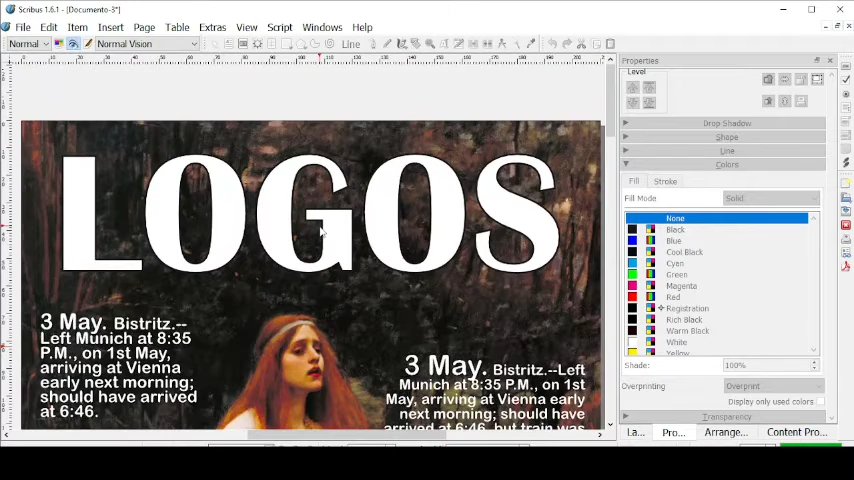 Scribus 1.6.1 - [Documento-3*]
File Edit Item Insert Page Table Extras View Script Windows Help
Normal Normal Vision Line
Properties
Level
LOGOS
3 May. Bistritz.--
Left Munich at 8:35
P.M., on 1st May,
arriving at Vienna
early next morning;
should have arrived
at 6:46.
3 May. Bistritz.--Left
Munich at 8:35 P.M., on 1st
May, arriving at Vienna early
next morning; should have
arrived at 6:46, but train was
Drop Shadow
Shape
Line
Colors
Fill Stroke
Fill Mode Solid
None
Black
Blue
Cool Black
Cyan
Green
Magenta
Red
Registration
Rich Black
Warm Black
White
Yellow
Shade: 100%
Overprinting Overprint
Display only used colors
Transparency
La... Pro... Arrange... Content Pro...